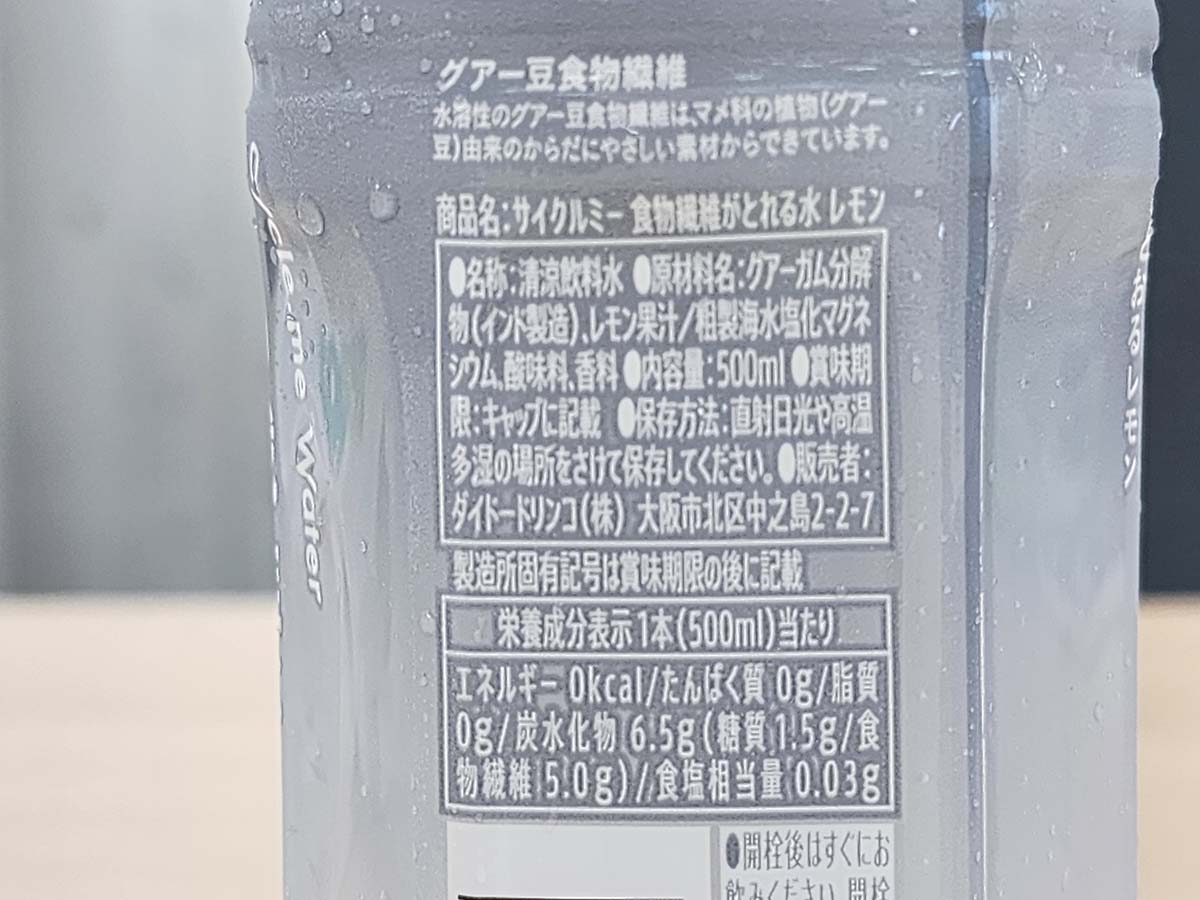 グアー豆食物繊維
水溶性のグアー豆食物繊維は、マメ科の植物(グアー
豆)由来のからだにやさしい素材からできています。
商品名:サイクルミー 食物繊維がとれる水 レモン
●名称:清涼飲料水 ●原材料名:グアーガム分解
物(インド製造)、レモン果汁/粗製海水塩化マグネ
シウム、酸味料、香料 ●内容量:500ml ●賞味期
限:キャップに記載 ●保存方法:直射日光や高温
多湿の場所をさけて保存してください。●販売者:
ダイドードリンコ(株) 大阪市北区中之島2-2-7
製造所固有記号は賞味期限の後に記載
栄養成分表示 1本(500ml)当たり
エネルギー 0kcal/たんぱく質 0g/脂質
0g/炭水化物 6.5g(糖質 1.5g/食
物繊維 5.0g)/食塩相当量 0.03g
●開栓後はすぐにお
飲みください。開栓
Cycle me Water
おるレモン